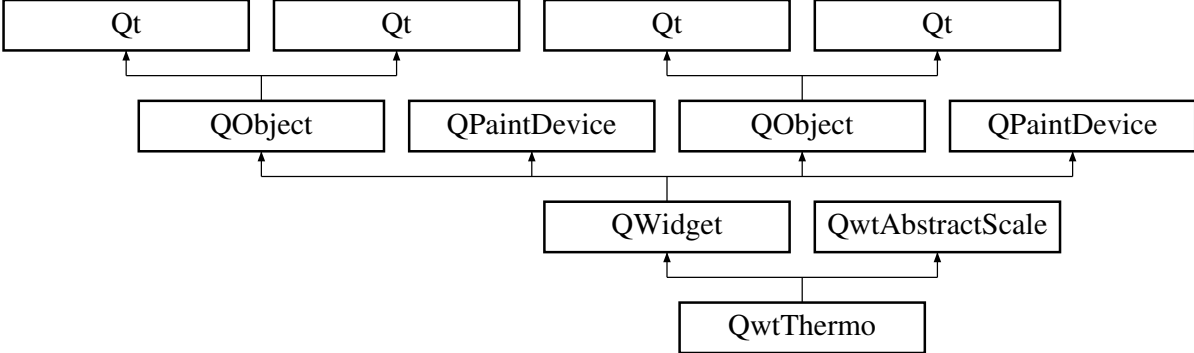 Qt
Qt
Qt
Qt
QObject
QPaintDevice
QObject
QPaintDevice
QWidget
QwtAbstractScale
QwtThermo